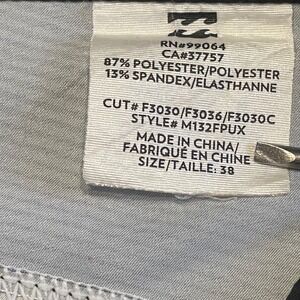 RN#99064
CA#37757
87% POLYESTER/POLYESTER
13% SPANDEX/ELASTHANNE
CUT# F3030/F3036/F3030C
STYLE# M132FPUX
MADE IN CHINA/
FABRIQUÉ EN CHINE
SIZE/TAILLE: 38